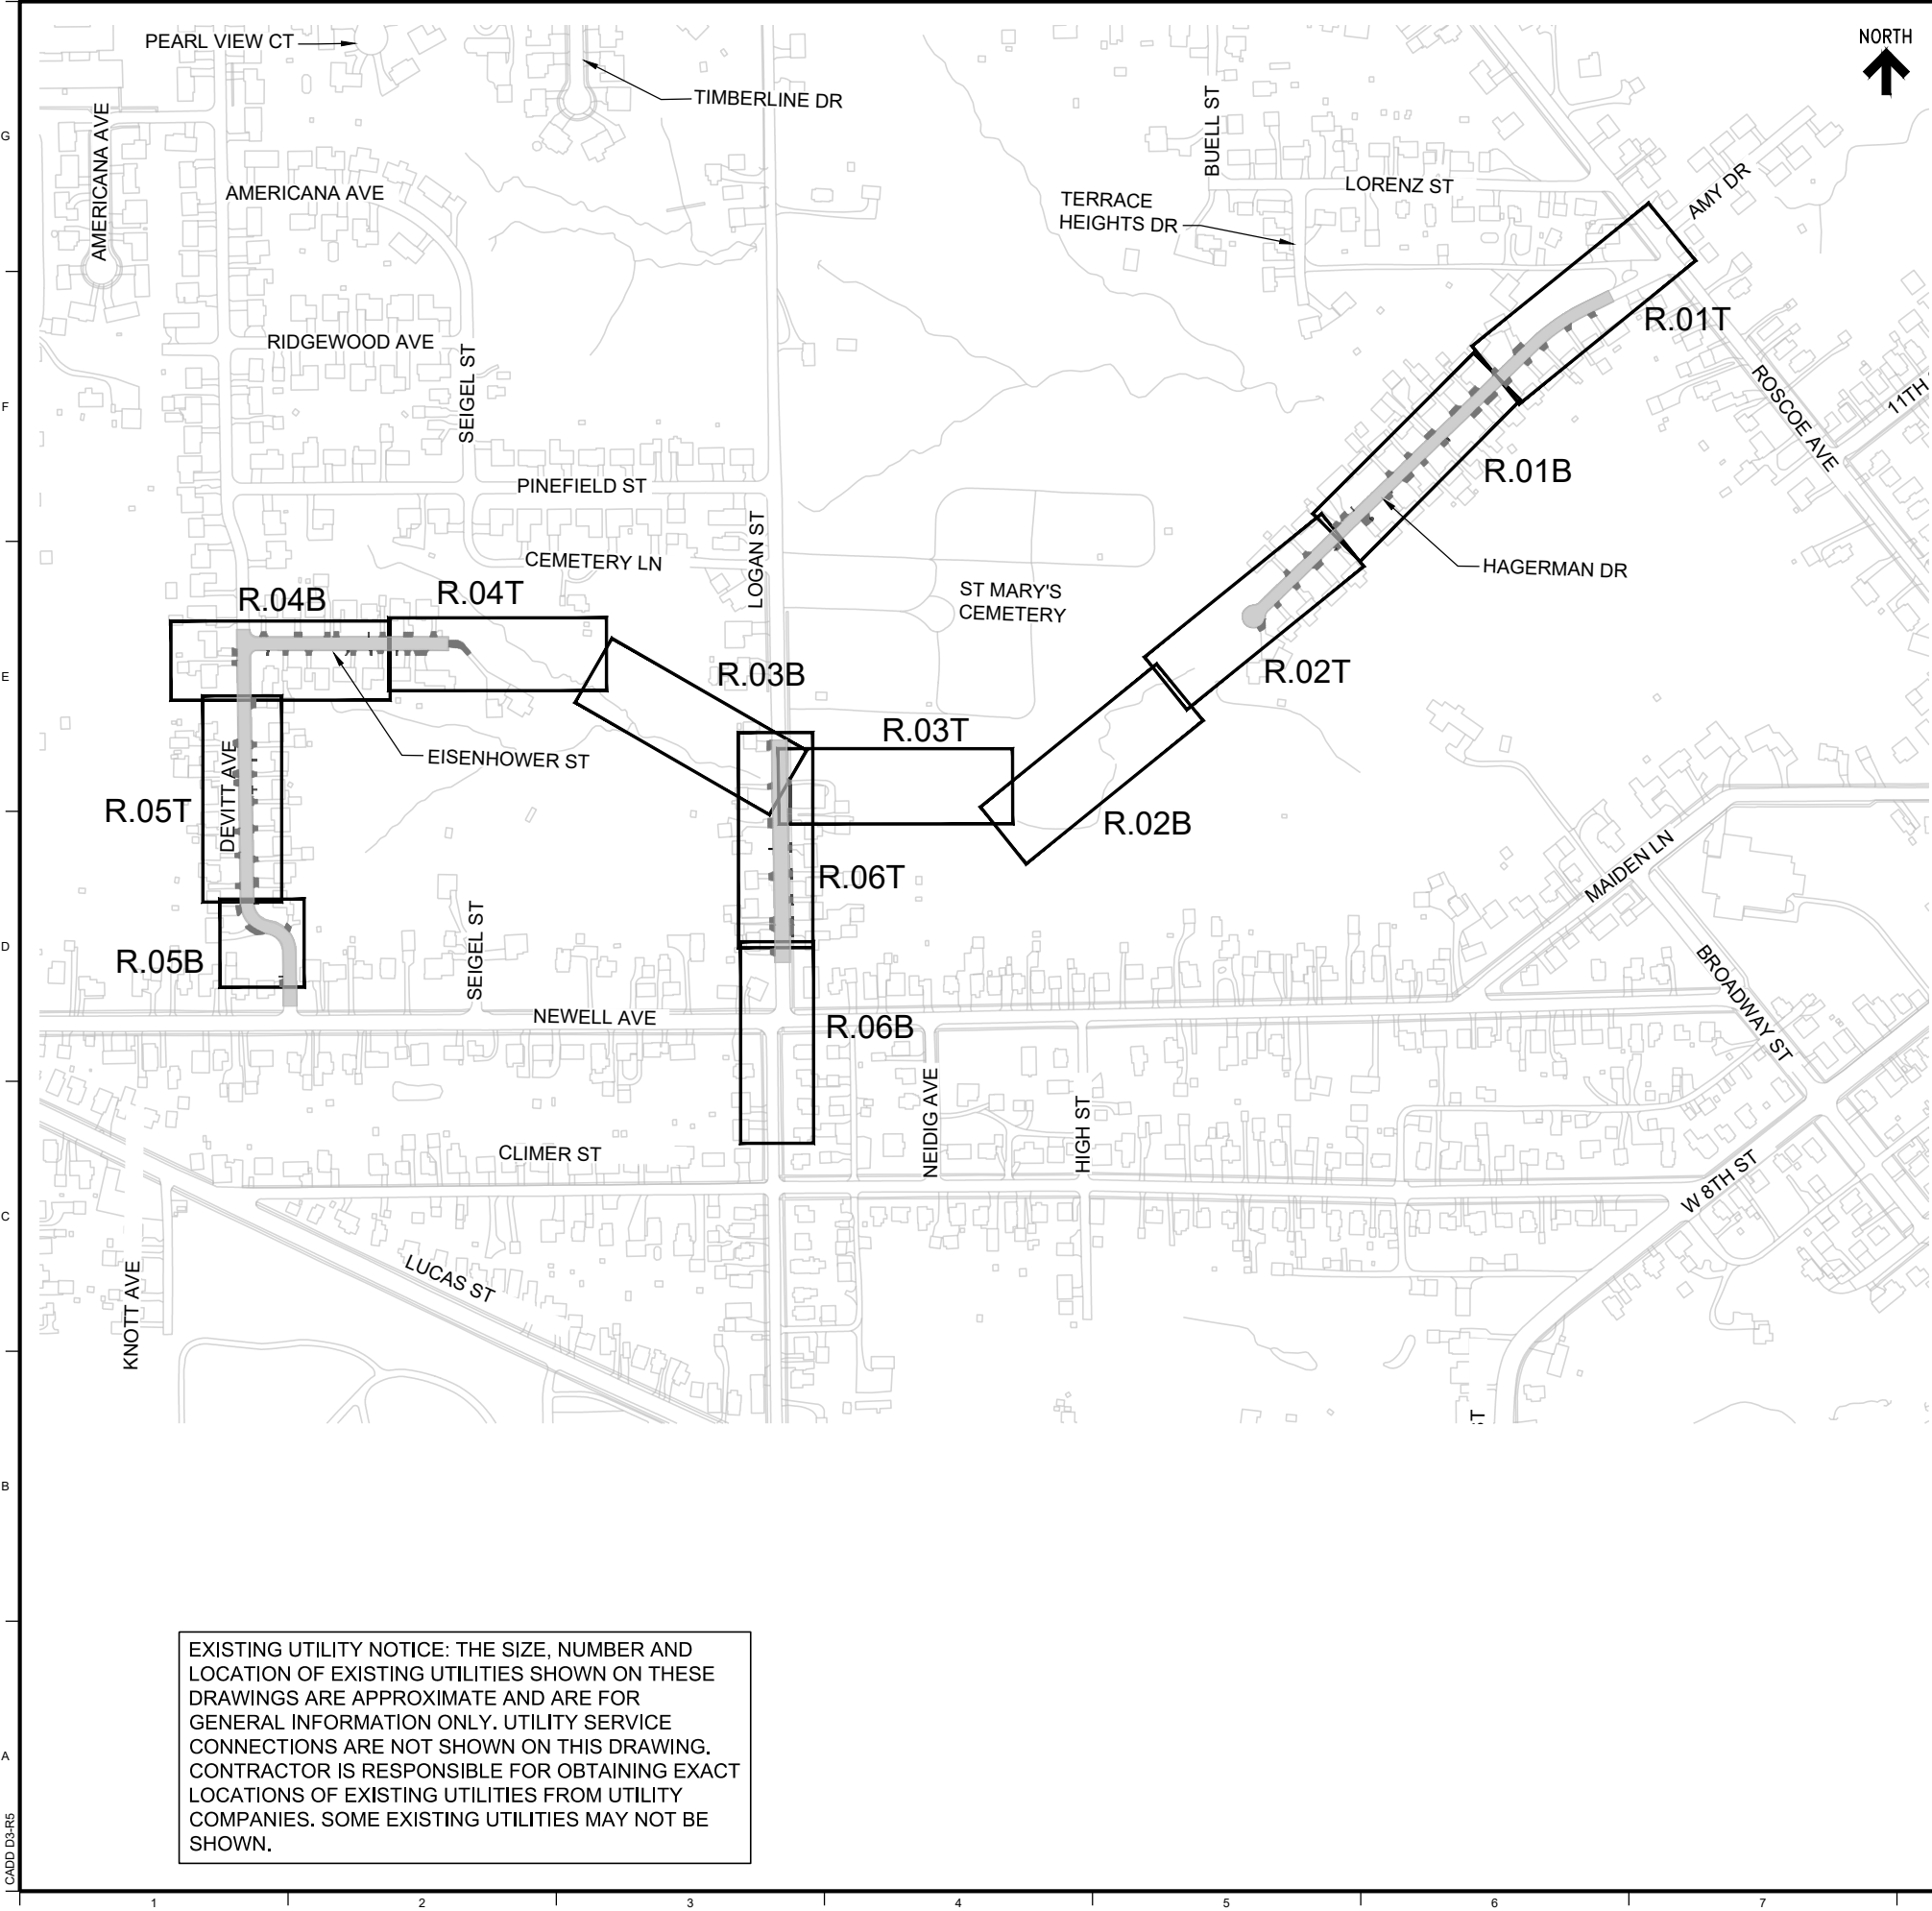 NORTH
PEARL VIEW CT
TIMBERLINE DR
AMERICANA AVE
AMERICANA AVE
BUELL ST
LORENZ ST
TERRACE
HEIGHTS DR
AMY DR
G
RIDGEWOOD AVE
SEIGEL ST
R.01T
ROSCOE AVE
11TH
F
PINEFIELD ST
R.01B
LOGAN ST
CEMETERY LN
HAGERMAN DR
ST MARY'S
CEMETERY
R.04B
R.04T
R.03B
R.02T
E
R.03T
EISENHOWER ST
DEVITT AVE
R.05T
R.02B
R.06T
MAIDEN LN
R.05B
SEIGEL ST
D
BROADWAY ST
NEWELL AVE
R.06B
NEIDIG AVE
HIGH ST
CLIMER ST
W 8TH ST
C
KNOTT AVE
LUCAS ST
ST
B
EXISTING UTILITY NOTICE: THE SIZE, NUMBER AND
LOCATION OF EXISTING UTILITIES SHOWN ON THESE
DRAWINGS ARE APPROXIMATE AND ARE FOR
GENERAL INFORMATION ONLY. UTILITY SERVICE
CONNECTIONS ARE NOT SHOWN ON THIS DRAWING.
CONTRACTOR IS RESPONSIBLE FOR OBTAINING EXACT
LOCATIONS OF EXISTING UTILITIES FROM UTILITY
COMPANIES. SOME EXISTING UTILITIES MAY NOT BE
SHOWN.
A
CADD D3-R5
1 2 3 4 5 6 7